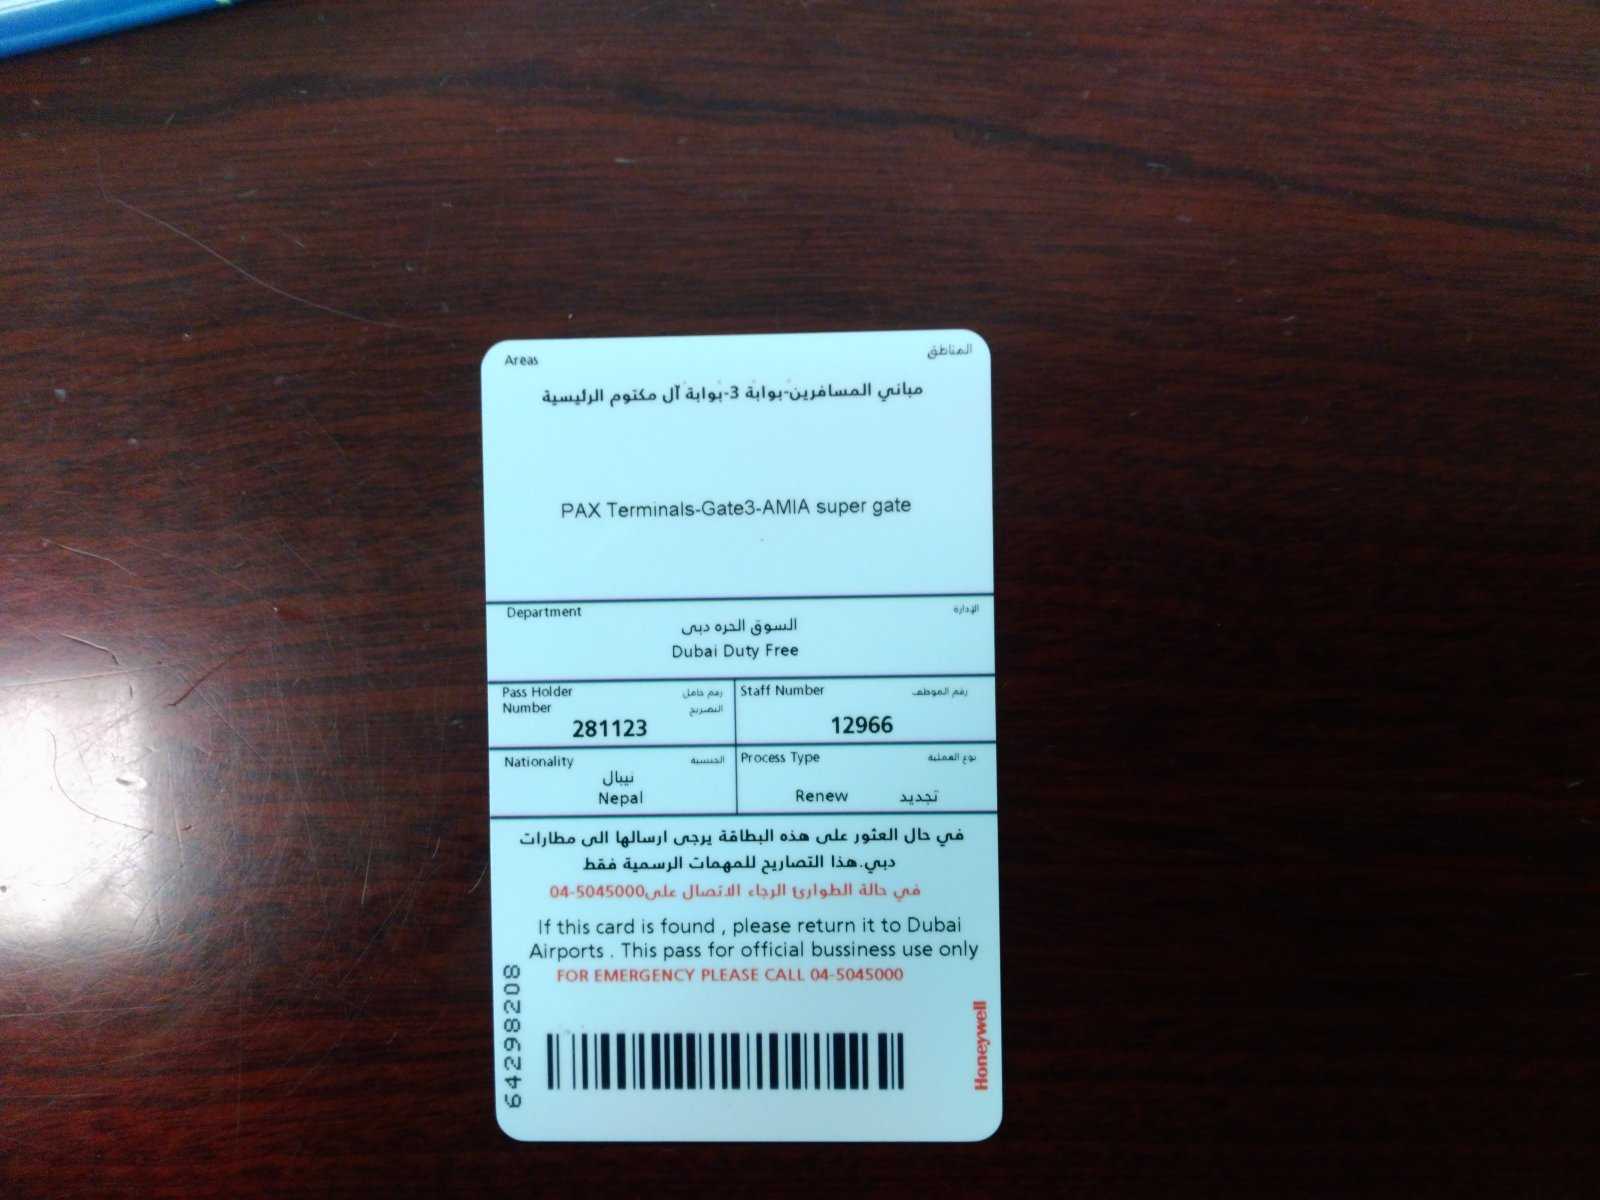 Areas
المناطق
مباني المسافرين-بوابة 3-بوابة آل مكتوم الرئيسية
PAX Terminals-Gate3-AMIA super gate
Department
الإدارة
السوق الحره دبى
Dubai Duty Free
Pass Holder Number
رقم حامل التصريح
281123
Staff Number
رقم الموظف
12966
Nationality
الجنسية
نيبال
Nepal
Process Type
نوع العملية
Renew تجديد
في حال العثور على هذه البطاقة يرجى ارسالها الى مطارات
دبي.هذا التصاريح للمهمات الرسمية فقط
في حالة الطوارئ الرجاء الاتصال على04-5045000
If this card is found , please return it to Dubai
Airports . This pass for official bussiness use only
FOR EMERGENCY PLEASE CALL 04-5045000
64298208
Honeywell